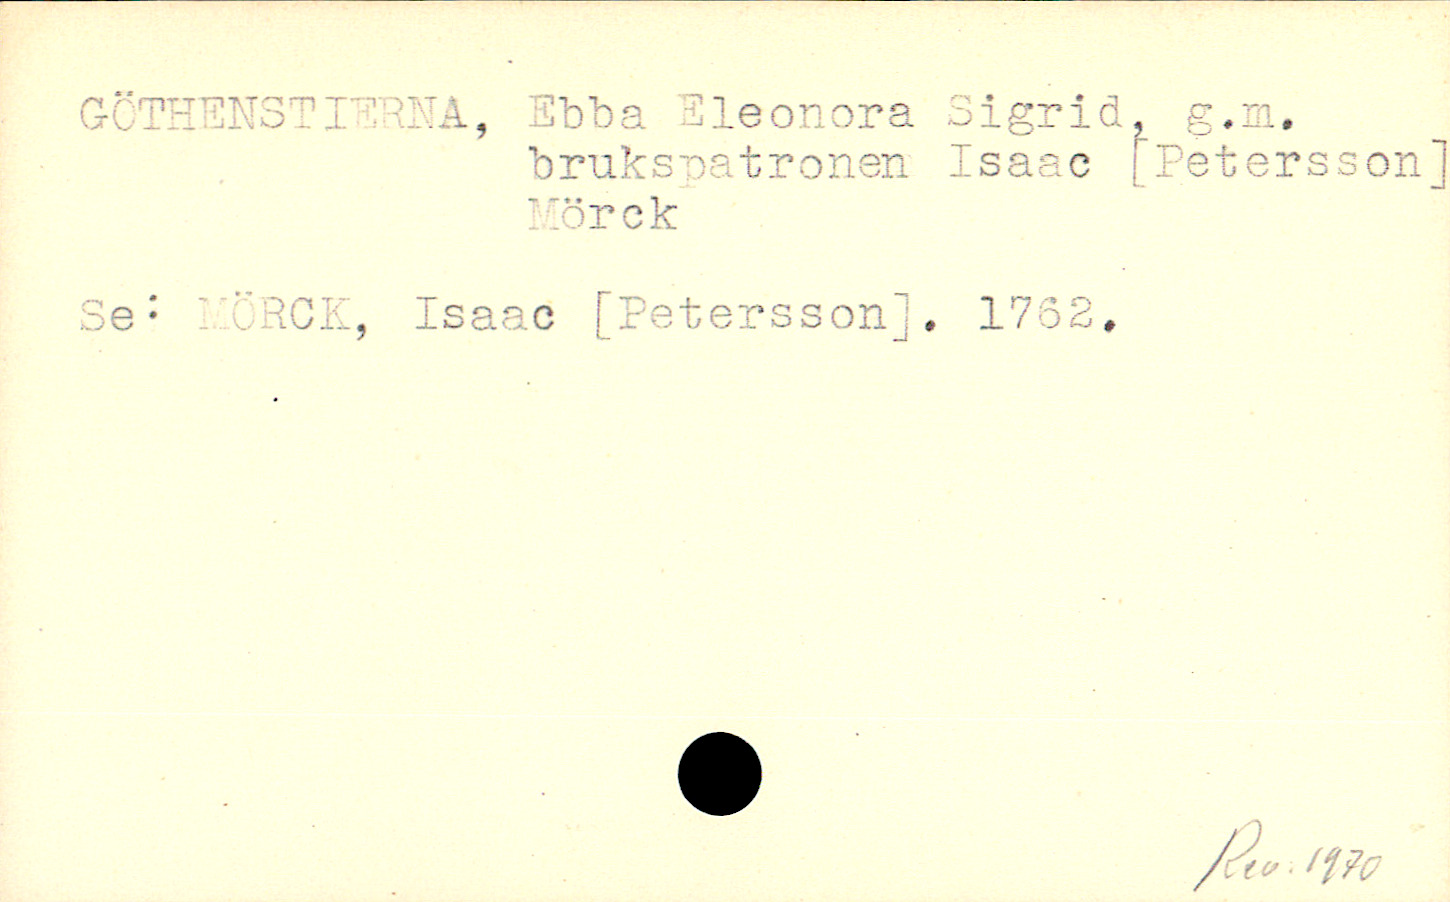 GÖTHENSTIERNA, Ebba Eleonora Sigrid, g.m.
brukspatronen Isaac [Petersson]
Mörck
Se: MÖRCK, Isaac [Petersson]. 1762.
Rev. 1970